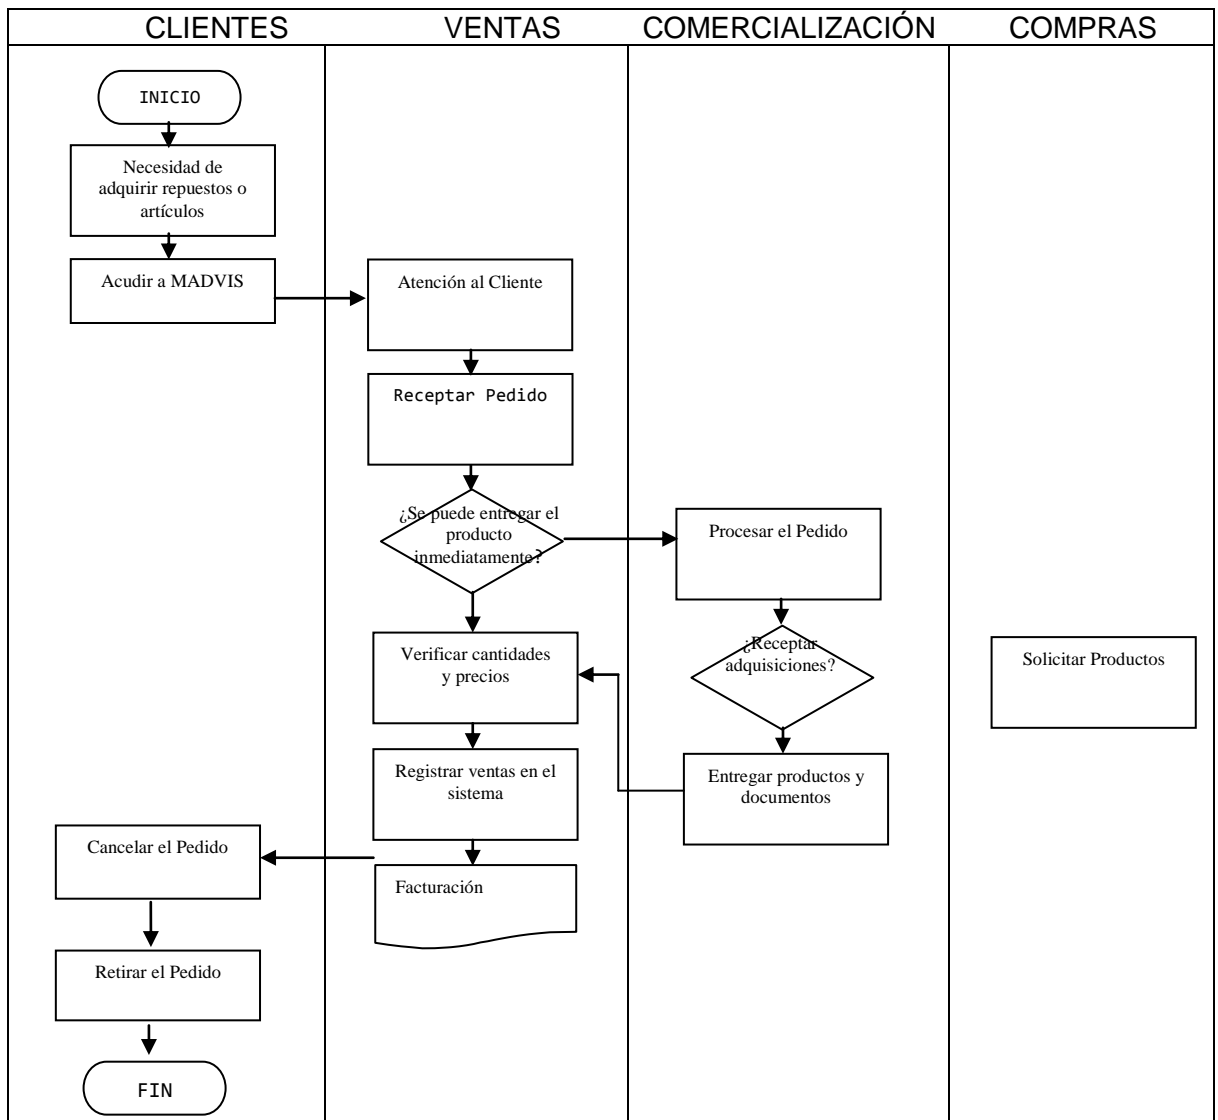 CLIENTES
VENTAS
COMERCIALIZACIÓN
COMPRAS
INICIO
Necesidad de
adquirir repuestos o
artículos
Acudir a MADVIS
Atención al Cliente
Receptar Pedido
¿Se puede entregar el
producto
inmediatamente?
Procesar el Pedido
¿Receptar
adquisiciones?
Solicitar Productos
Verificar cantidades
y precios
Registrar ventas en el
sistema
Entregar productos y
documentos
Cancelar el Pedido
Facturación
Retirar el Pedido
FIN